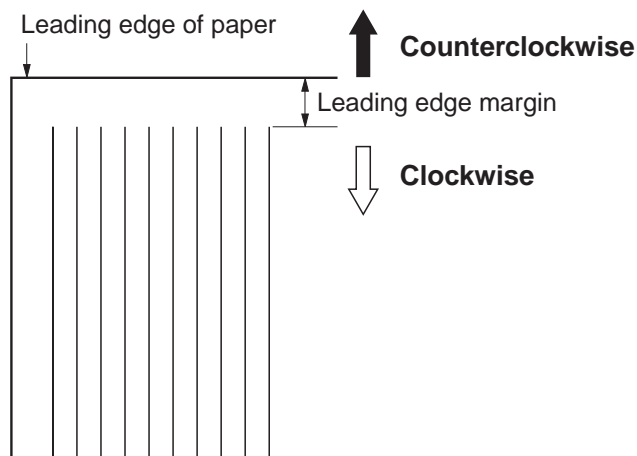 Leading edge of paper
Counterclockwise
Leading edge margin
Clockwise